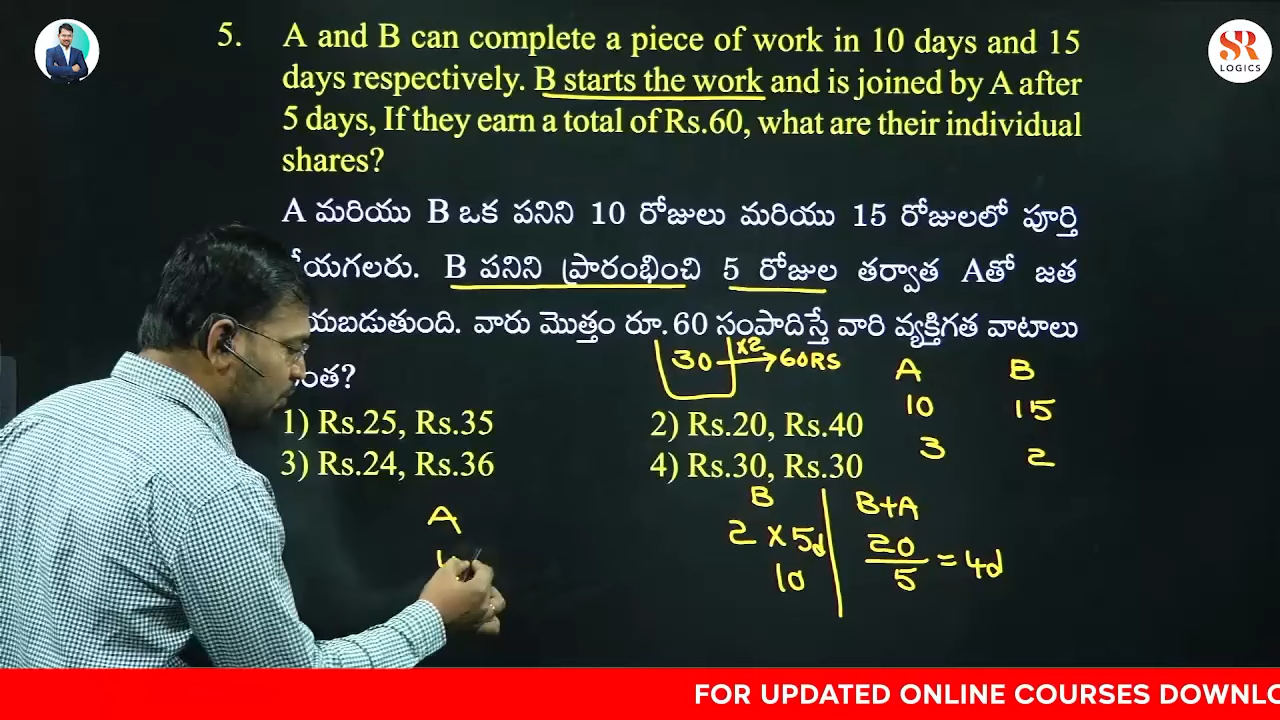 SR
LOGICS
5. A and B can complete a piece of work in 10 days and 15
days respectively. B starts the work and is joined by A after
5 days, If they earn a total of Rs.60, what are their individual
shares?
A మరియు B ఒక పనిని 10 రోజులు మరియు 15 రోజులలో పూర్తి
B పనిని ప్రారంభించి 5 రోజుల తర్వాత Aతో జత
వారు మొత్తం రూ. 60 సంపాదిస్తే వారి వ్యక్తిగత వాటాలు
30 ×2 → 60RS
A B
10 15
3 2
1) Rs.25, Rs.35 2) Rs.20, Rs.40
3) Rs.24, Rs.36 4) Rs.30, Rs.30
A
B | B+A
2 × 5d | 20/5 = 4d
10
FOR UPDATED ONLINE COURSES DOWNLO